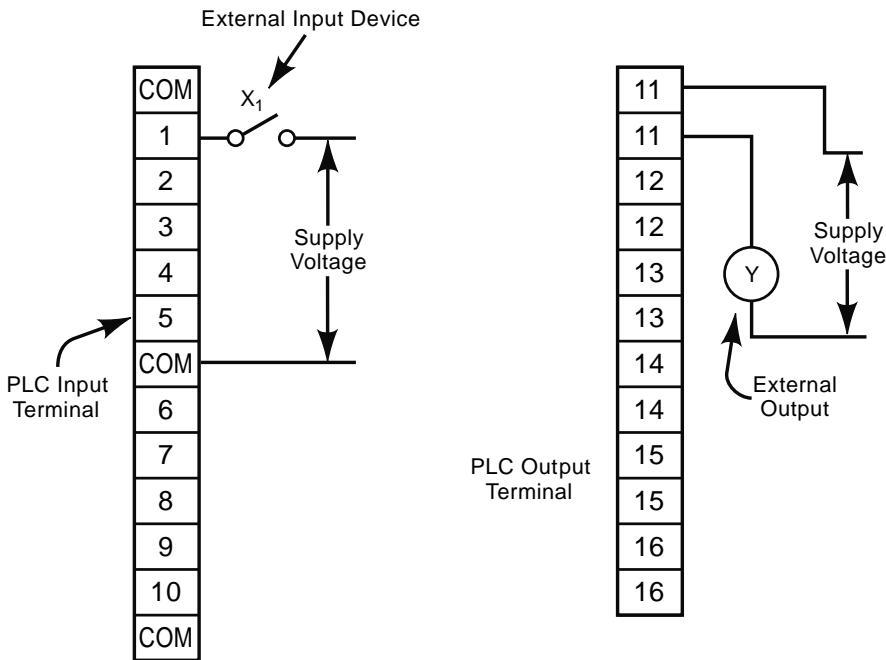 External Input Device
COM
X1
1
2
3
4
5
COM
6
7
8
9
10
COM
Supply
Voltage
PLC Input
Terminal
11
11
12
12
13
13
14
14
15
15
16
16
Y
Supply
Voltage
External
Output
PLC Output
Terminal